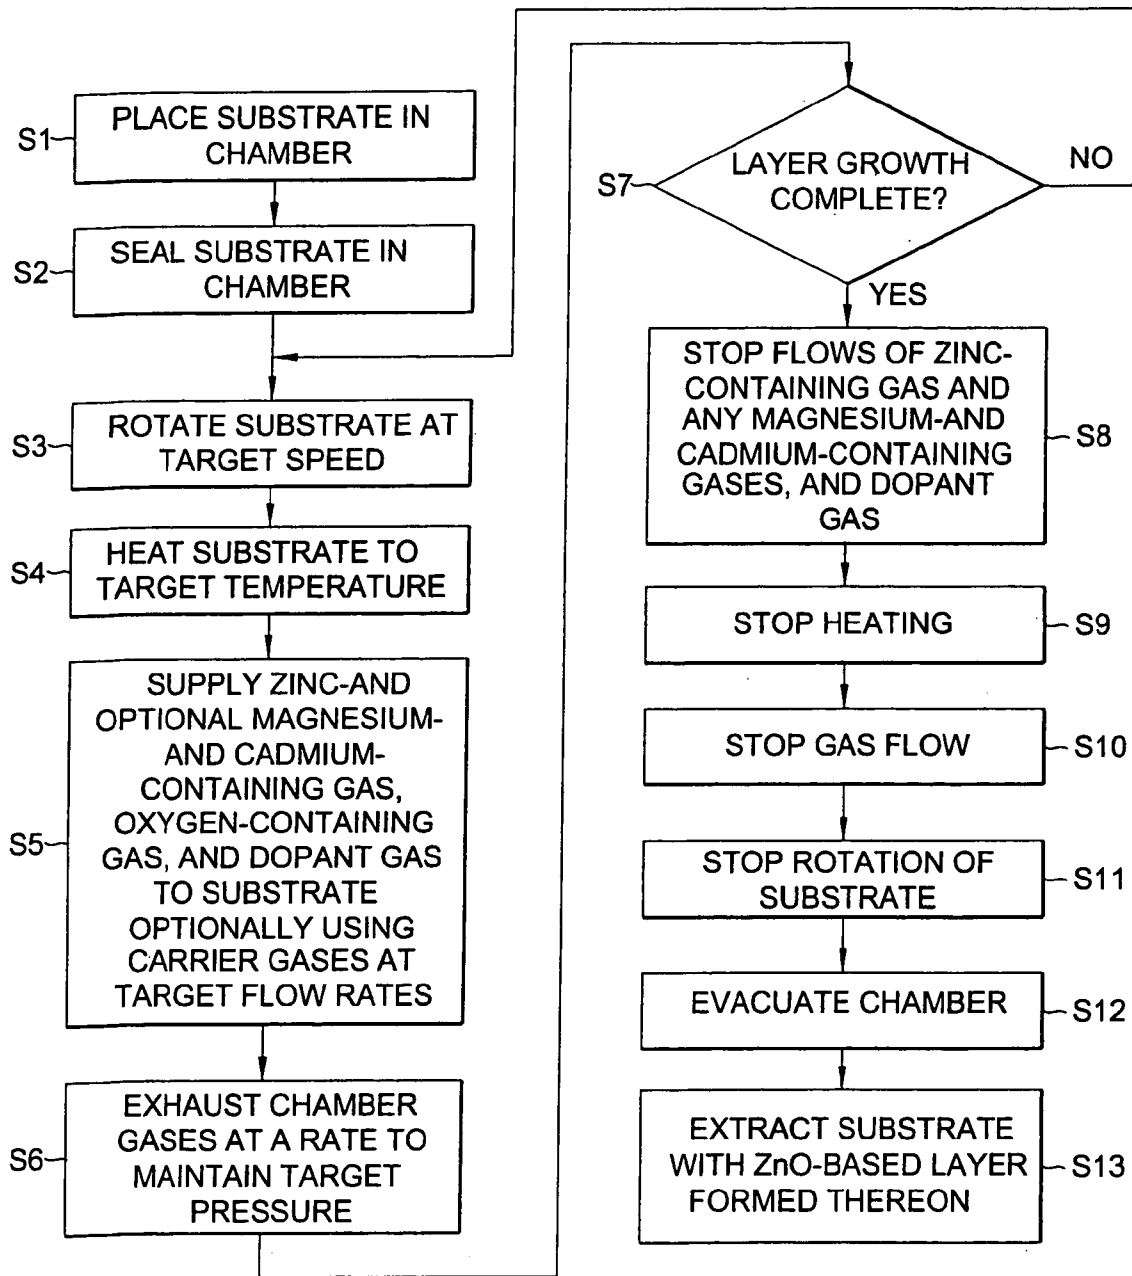 S1
PLACE SUBSTRATE IN
CHAMBER
S2
SEAL SUBSTRATE IN
CHAMBER
S3
ROTATE SUBSTRATE AT
TARGET SPEED
S4
HEAT SUBSTRATE TO
TARGET TEMPERATURE
S5
SUPPLY ZINC-AND
OPTIONAL MAGNESIUM-
AND CADMIUM-
CONTAINING GAS,
OXYGEN-CONTAINING
GAS, AND DOPANT GAS
TO SUBSTRATE
OPTIONALLY USING
CARRIER GASES AT
TARGET FLOW RATES
S6
EXHAUST CHAMBER
GASES AT A RATE TO
MAINTAIN TARGET
PRESSURE
S7
LAYER GROWTH
COMPLETE?
NO
YES
STOP FLOWS OF ZINC-
CONTAINING GAS AND
ANY MAGNESIUM-AND
CADMIUM-CONTAINING
GASES, AND DOPANT
GAS
S8
STOP HEATING
S9
STOP GAS FLOW
S10
STOP ROTATION OF
SUBSTRATE
S11
EVACUATE CHAMBER
S12
EXTRACT SUBSTRATE
WITH ZnO-BASED LAYER
FORMED THEREON
S13